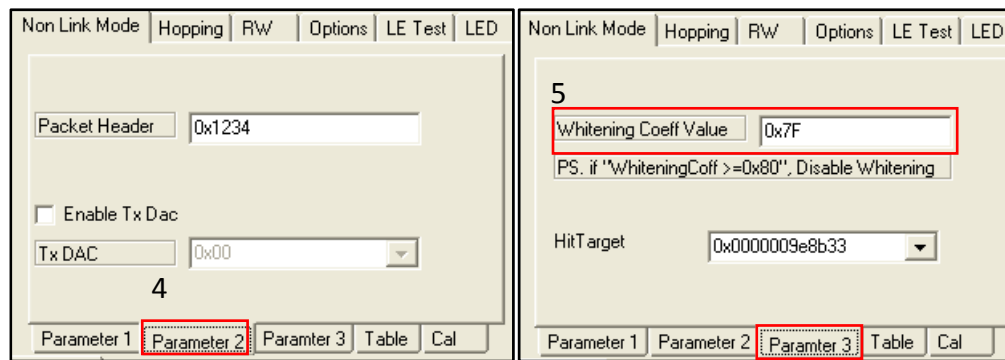 Non Link Mode Hopping RW Options LE Test LED
Packet Header 0x1234
Enable Tx Dac
Tx DAC 0x00
4
Parameter 1 Parameter 2 Paramter 3 Table Cal
Non Link Mode Hopping RW Options LE Test LED
5
Whitening Coeff Value 0x7F
PS. if "WhiteningCoff >=0x80", Disable Whitening
HitTarget 0x0000009e8b33
Parameter 1 Parameter 2 Paramter 3 Table Cal